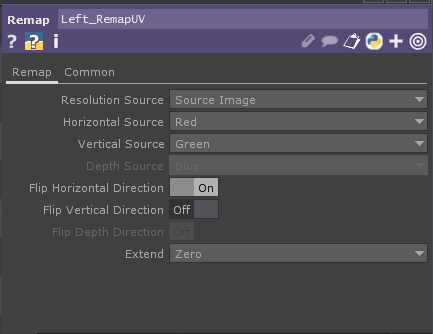 Remap Left_RemapUV
? ? i
Remap Common
Resolution Source Source Image
Horizontal Source Red
Vertical Source Green
Depth Source Blue
Flip Horizontal Direction On
Flip Vertical Direction Off
Flip Depth Direction Off
Extend Zero